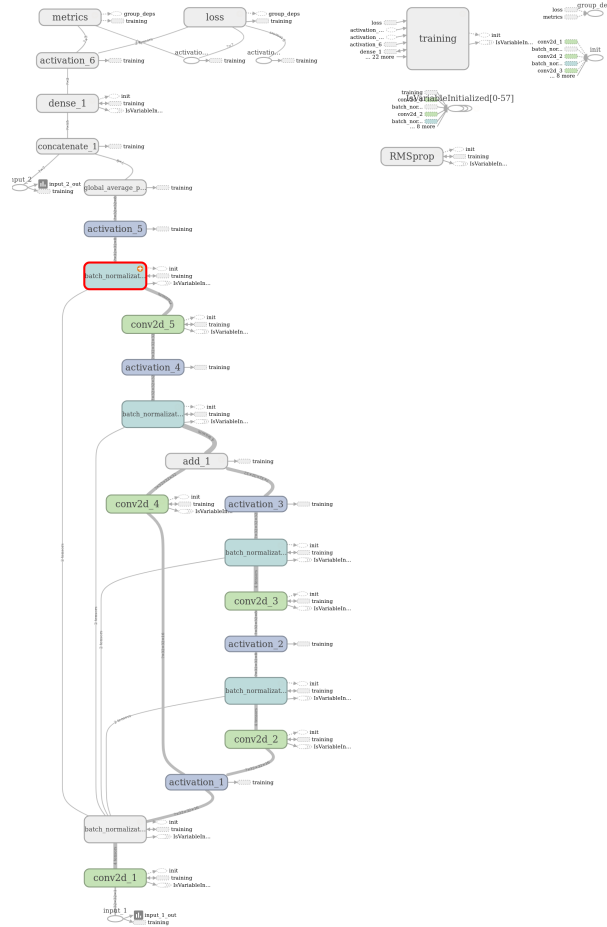 metrics
group_deps
training
loss
training
activation_6
training
activatio...
training
activatio...
training
dense_1
init
training
IsVariableIn...
concatenate_1
training
input_2_out
training
global_average_p...
training
activation_5
training
batch_normalizat...
init
training
IsVariableIn...
conv2d_5
init
training
IsVariableIn...
activation_4
training
batch_normalizat...
init
training
IsVariableIn...
add_1
training
conv2d_4
init
training
IsVariableIn...
activation_3
training
batch_normalizat...
init
training
IsVariableIn...
conv2d_3
init
training
IsVariableIn...
activation_2
training
batch_normalizat...
init
training
IsVariableIn...
conv2d_2
init
training
IsVariableIn...
activation_1
training
batch_normalizat...
init
training
IsVariableIn...
conv2d_1
init
training
IsVariableIn...
input_1
input_1_out
training
loss
activation_...
activation_...
activation_6
dense_1
... 22 more
training
init
IsVariableIn...
loss
metrics
group_de
conv2d_1
batch_nor...
conv2d_2
batch_nor...
conv2d_3
... 8 more
init
training
batch_nor...
conv2d_2
batch_nor...
... 8 more
IsVariableInitialized[0-57]
RMSprop
init
training
IsVariableIn...